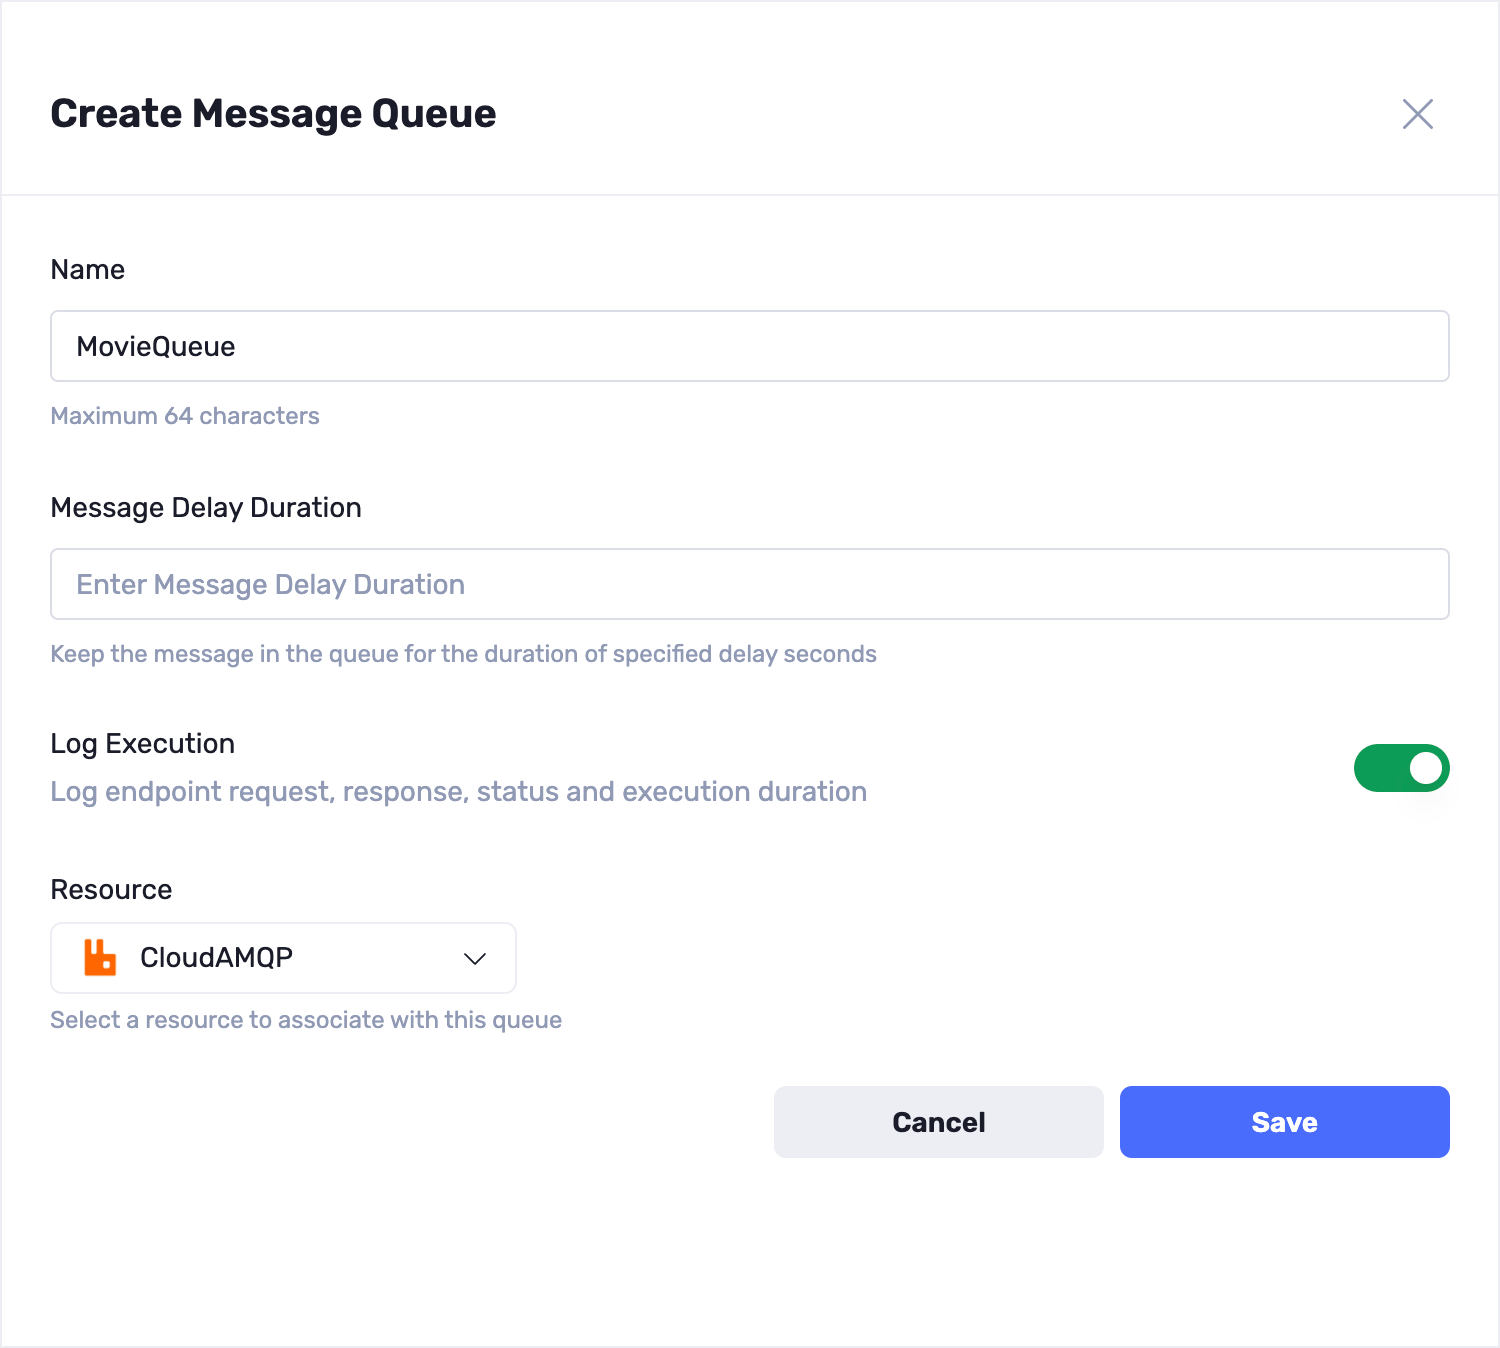 Create Message Queue
Name
MovieQueue
Maximum 64 characters
Message Delay Duration
Enter Message Delay Duration
Keep the message in the queue for the duration of specified delay seconds
Log Execution
Log endpoint request, response, status and execution duration
Resource
CloudAMQP
Select a resource to associate with this queue
Cancel
Save